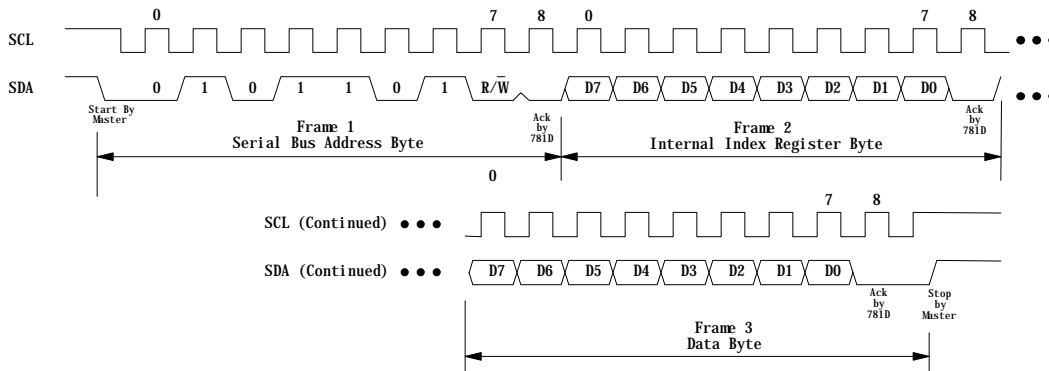 0 7 8 0 7 8
SCL
SDA 0 1 0 1 1 0 1 R/W̅ D7 D6 D5 D4 D3 D2 D1 D0
Start By
Master
Ack
by
781D
Ack
by
781D
Frame 1
Serial Bus Address Byte
Frame 2
Internal Index Register Byte
0
7 8
SCL (Continued)
SDA (Continued) D7 D6 D5 D4 D3 D2 D1 D0
Ack
by
781D
Stop
by
Master
Frame 3
Data Byte